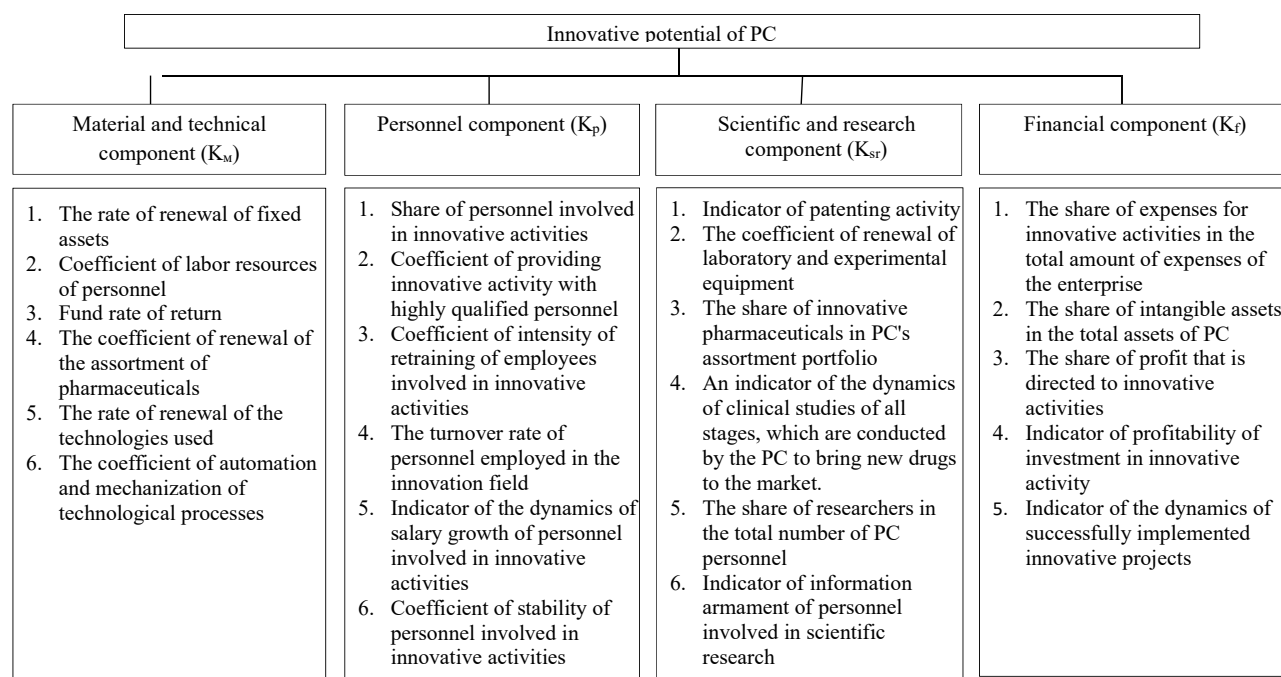 Innovative potential of PC
Material and technical
component (Kм)
Personnel component (Kp)
Scientific and research
component (Ksr)
Financial component (Kf)
1. The rate of renewal of fixed
assets
2. Coefficient of labor resources
of personnel
3. Fund rate of return
4. The coefficient of renewal of
the assortment of
pharmaceuticals
5. The rate of renewal of the
technologies used
6. The coefficient of automation
and mechanization of
technological processes
1. Share of personnel involved
in innovative activities
2. Coefficient of providing
innovative activity with
highly qualified personnel
3. Coefficient of intensity of
retraining of employees
involved in innovative
activities
4. The turnover rate of
personnel employed in the
innovation field
5. Indicator of the dynamics of
salary growth of personnel
involved in innovative
activities
6. Coefficient of stability of
personnel involved in
innovative activities
1. Indicator of patenting activity
2. The coefficient of renewal of
laboratory and experimental
equipment
3. The share of innovative
pharmaceuticals in PC's
assortment portfolio
4. An indicator of the dynamics
of clinical studies of all
stages, which are conducted
by the PC to bring new drugs
to the market.
5. The share of researchers in
the total number of PC
personnel
6. Indicator of information
armament of personnel
involved in scientific
research
1. The share of expenses for
innovative activities in the
total amount of expenses of
the enterprise
2. The share of intangible assets
in the total assets of PC
3. The share of profit that is
directed to innovative
activities
4. Indicator of profitability of
investment in innovative
activity
5. Indicator of the dynamics of
successfully implemented
innovative projects